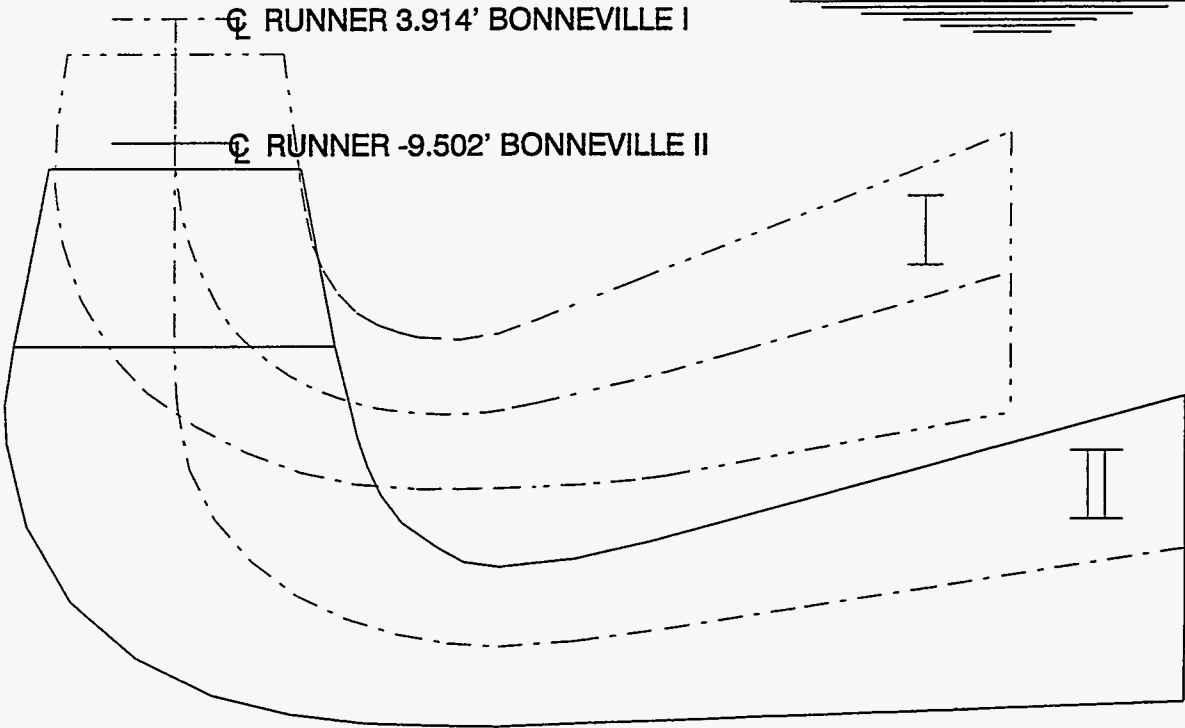 ℄ RUNNER 3.914' BONNEVILLE I
℄ RUNNER -9.502' BONNEVILLE II
I
II